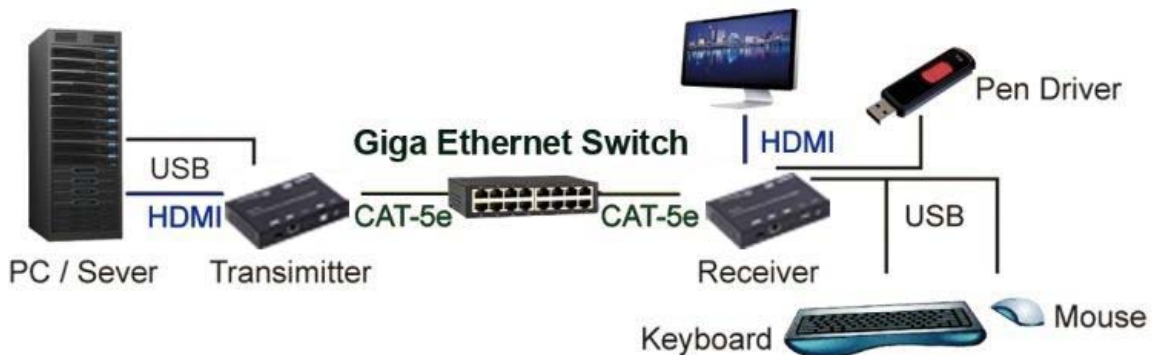 Pen Driver
Giga Ethernet Switch
HDMI
USB
HDMI
CAT-5e
CAT-5e
USB
PC / Sever
Transimitter
Receiver
Keyboard
Mouse